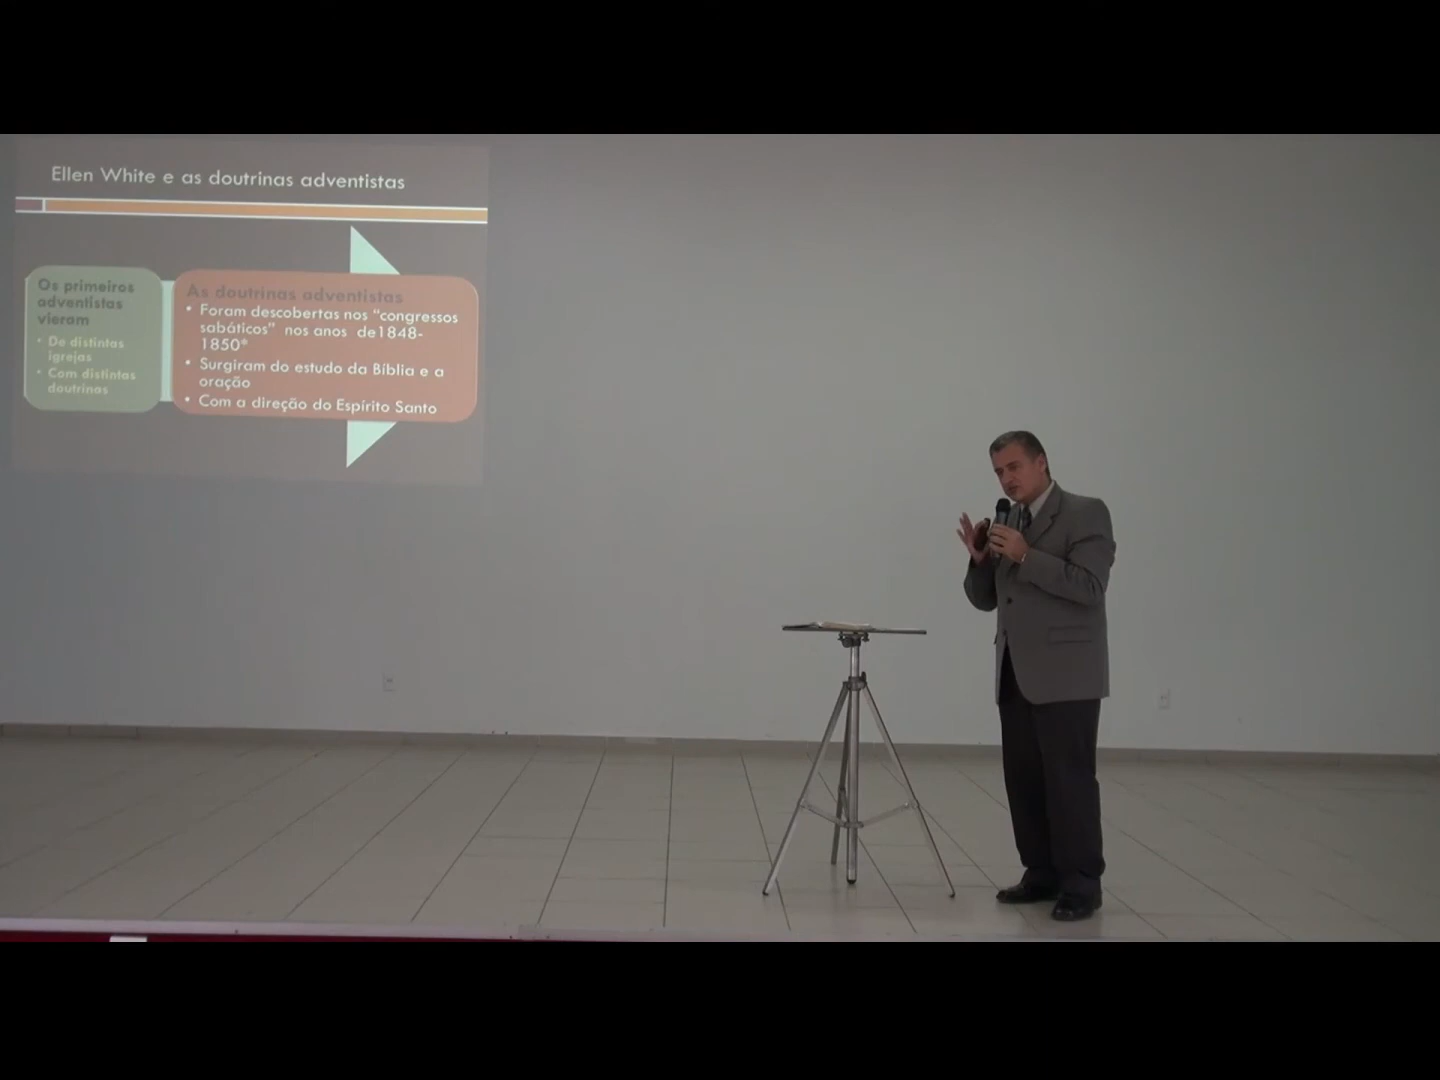 Ellen White e as doutrinas adventistas
Os primeiros
adventistas
vieram
• De distintas
igrejas
• Com distintas
doutrinas
As doutrinas adventistas
• Foram descobertas nos “congressos
sabáticos” nos anos de1848-
1850*
• Surgiram do estudo da Bíblia e a
oração
• Com a direção do Espírito Santo